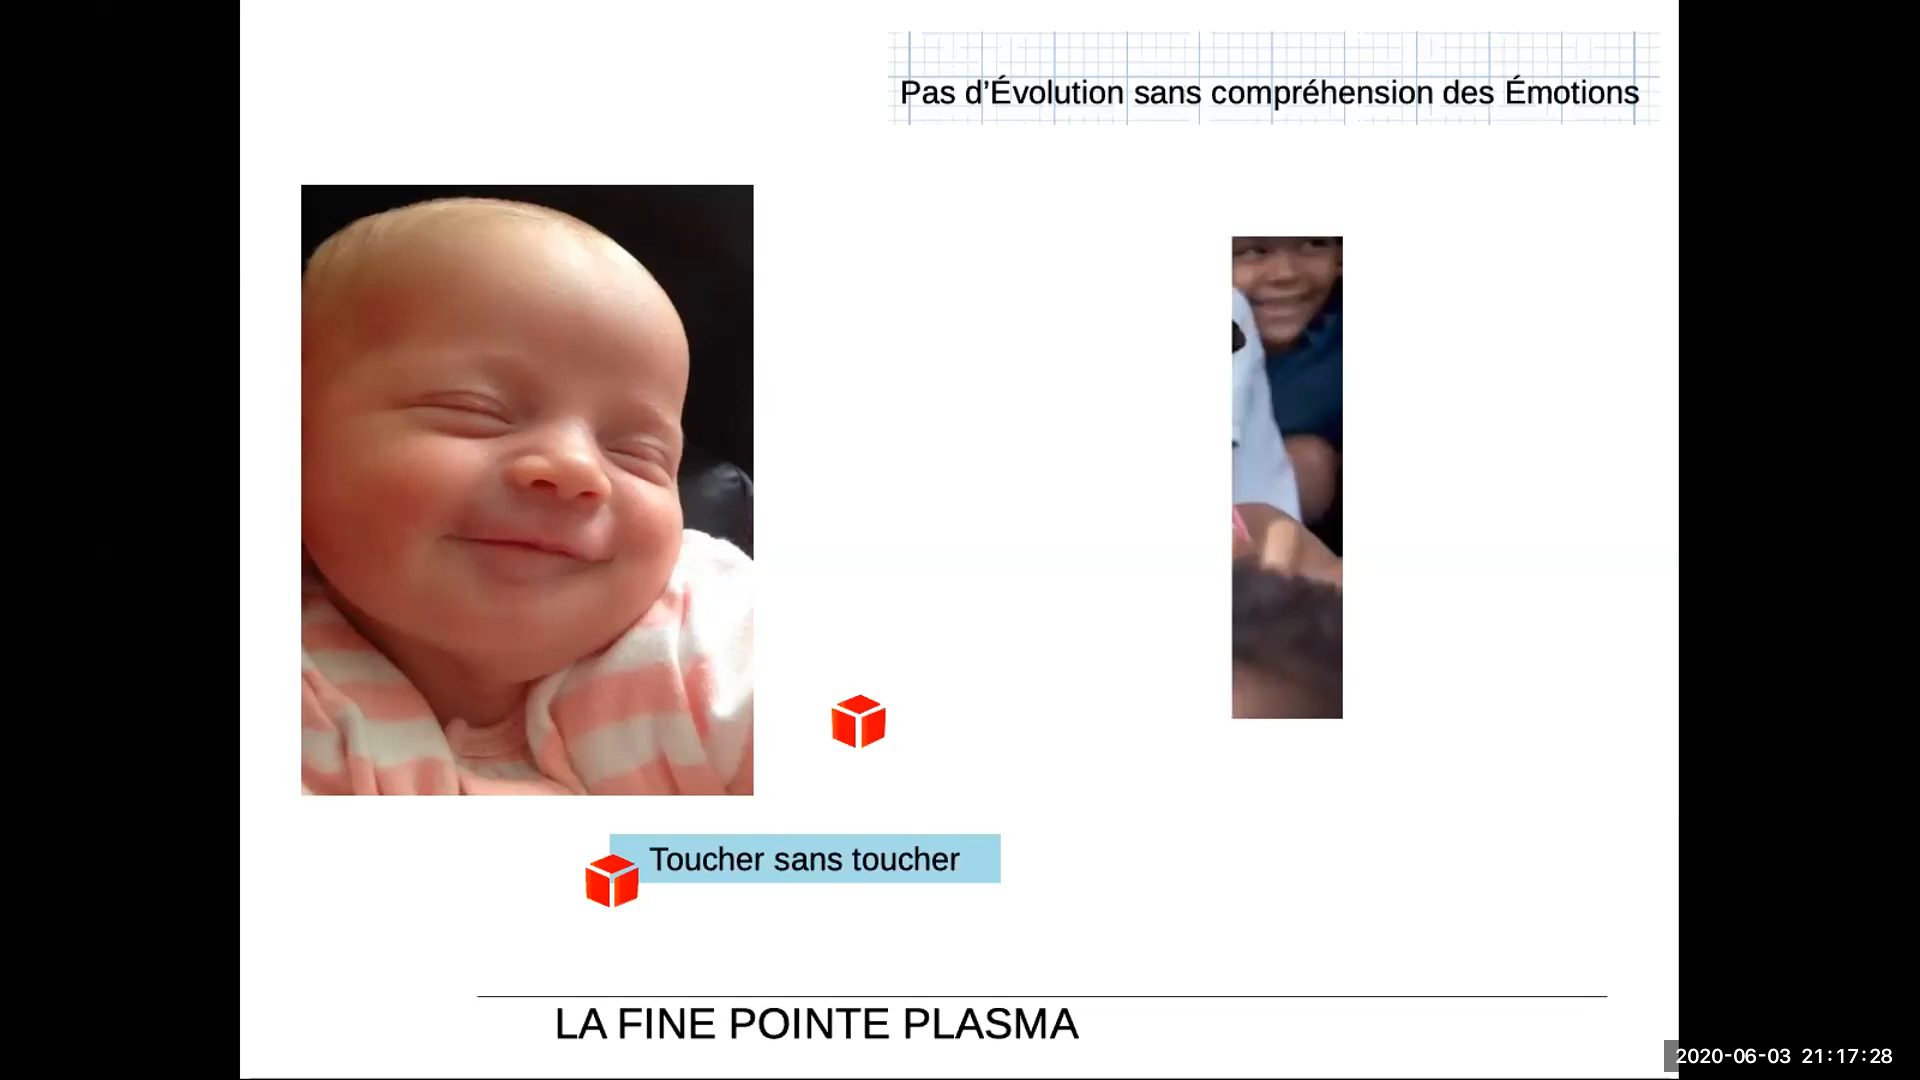 Pas d’Évolution sans compréhension des Émotions
Toucher sans toucher
LA FINE POINTE PLASMA
2020-06-03 21:17:28